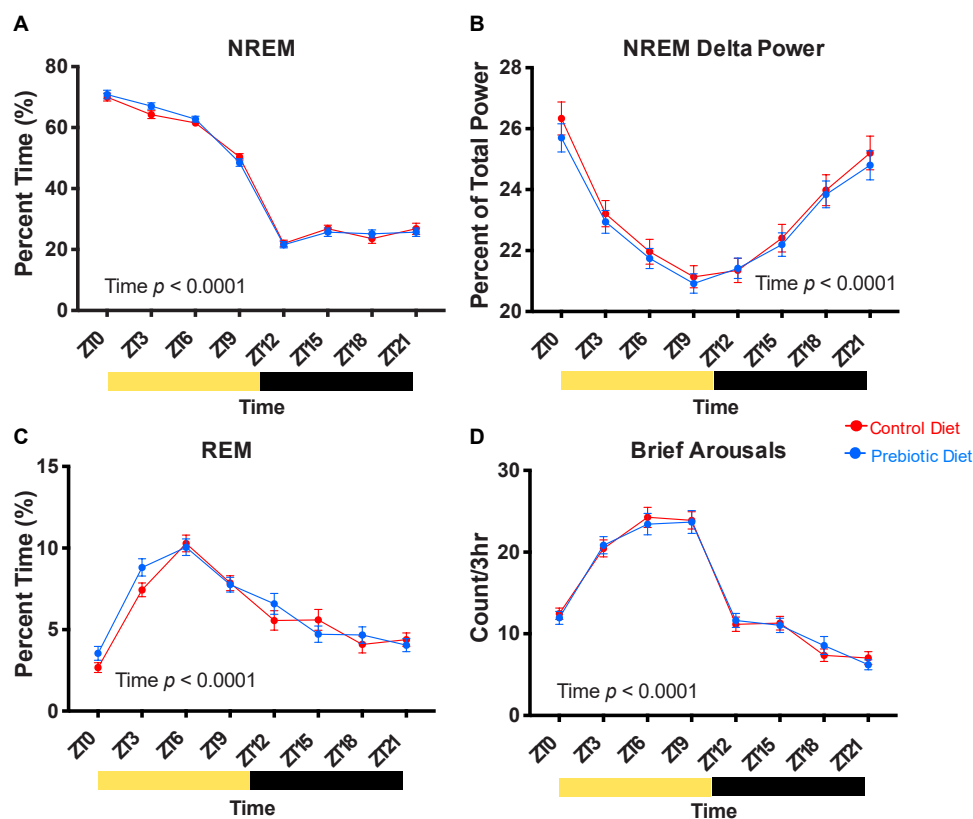 A
NREM
Percent Time (%)
80
60
40
20
0
Time p < 0.0001
ZT0
ZT3
ZT6
ZT9
ZT12
ZT15
ZT18
ZT21
Time
B
NREM Delta Power
Percent of Total Power
28
26
24
22
20
Time p < 0.0001
ZT0
ZT3
ZT6
ZT9
ZT12
ZT15
ZT18
ZT21
Time
C
REM
Percent Time (%)
15
10
5
0
Time p < 0.0001
ZT0
ZT3
ZT6
ZT9
ZT12
ZT15
ZT18
ZT21
Time
Control Diet
Prebiotic Diet
D
Brief Arousals
Count/3hr
30
20
10
0
Time p < 0.0001
ZT0
ZT3
ZT6
ZT9
ZT12
ZT15
ZT18
ZT21
Time